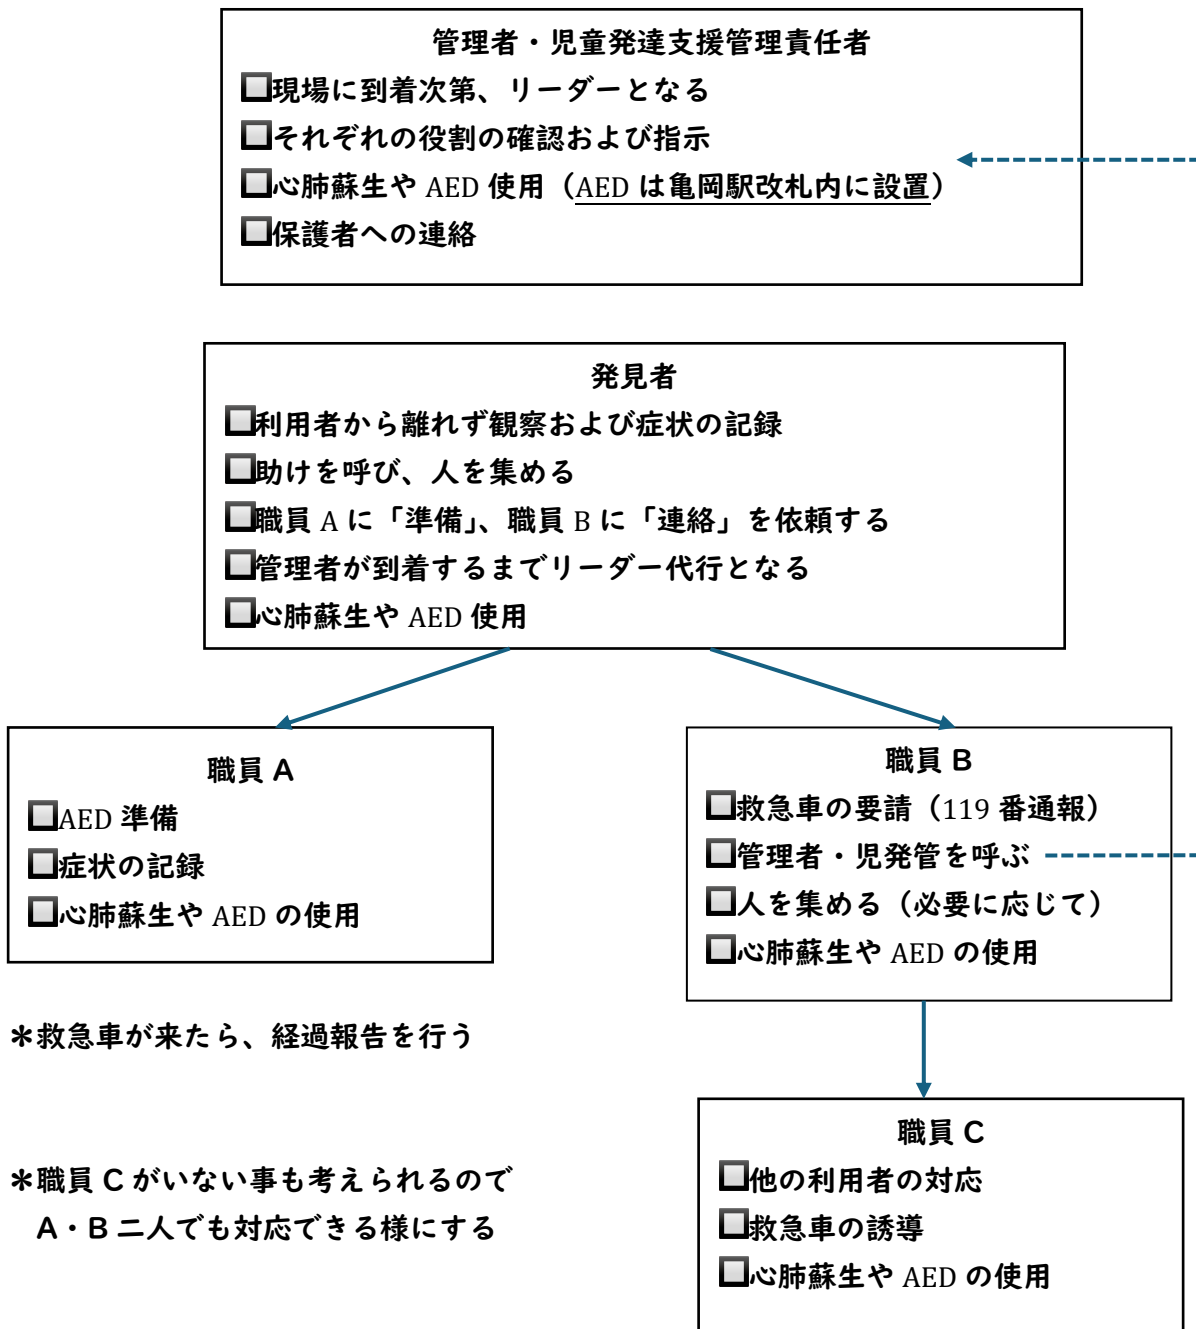 管理者・児童発達支援管理責任者
現場に到着次第、リーダーとなる
それぞれの役割の確認および指示
心肺蘇生や AED 使用（AED は亀岡駅改札内に設置）
保護者への連絡
発見者
利用者から離れず観察および症状の記録
助けを呼び、人を集める
職員 A に「準備」、職員 B に「連絡」を依頼する
管理者が到着するまでリーダー代行となる
心肺蘇生や AED 使用
職員 A
AED 準備
症状の記録
心肺蘇生や AED の使用
職員 B
救急車の要請（119 番通報）
管理者・児発管を呼ぶ
人を集める（必要に応じて）
心肺蘇生や AED の使用
＊救急車が来たら、経過報告を行う
＊職員 C がいない事も考えられるので
A・B 二人でも対応できる様にする
職員 C
他の利用者の対応
救急車の誘導
心肺蘇生や AED の使用